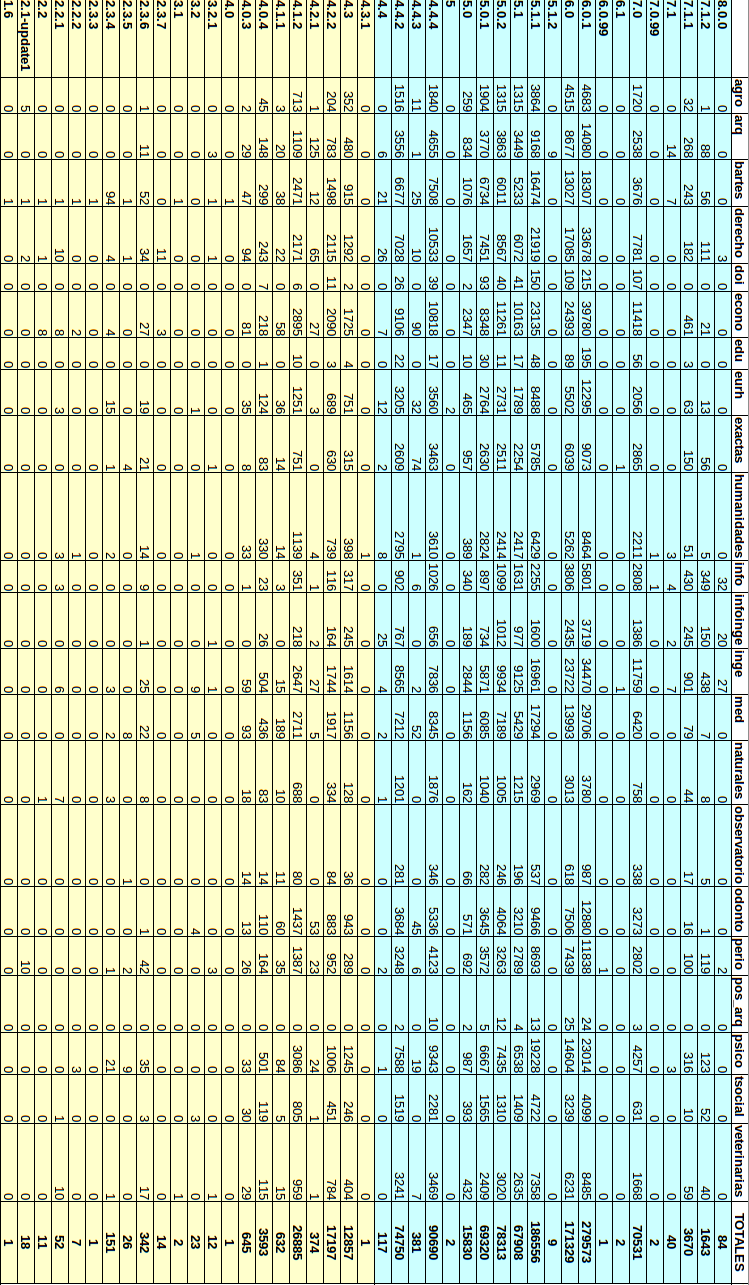 agro arq bartes derecho doi econo edu eurh exactas humanidades info infoinge inge med naturales observatorio odonto perio pos_arq psico tsocial veterinarias TOTALES
8.0.0 0 0 0 3 0 0 0 0 0 0 32 20 27 0 0 0 0 2 0 0 0 0 84
7.1.2 1 88 56 111 0 21 0 13 56 5 349 150 438 7 8 5 1 119 0 123 52 40 1643
7.1.1 32 268 243 182 0 461 3 63 150 51 430 245 901 79 44 17 16 100 0 316 10 59 3670
7.1 0 14 7 0 0 0 0 0 0 3 4 2 7 0 0 0 0 0 0 3 0 0 40
7.0.99 0 0 0 0 0 0 0 0 0 1 1 0 0 0 0 0 0 0 0 0 0 0 2
7.0 1720 2538 3676 7781 107 11418 56 2056 2865 2211 2808 1386 11759 6420 758 338 3273 2802 3 4257 631 1668 70531
6.1 0 0 0 0 0 0 0 0 1 0 0 0 1 0 0 0 0 0 0 0 0 0 2
6.0.99 0 0 0 0 0 0 0 0 0 0 0 0 0 0 0 0 0 1 0 0 0 0 1
6.0.1 4683 14080 18307 33678 215 39780 195 12295 9073 8464 5801 3719 34470 29706 3780 987 12880 11838 24 23014 4099 8485 279573
6.0 4515 8677 13027 17085 109 24393 89 5502 6039 5262 3806 2435 23722 13993 3013 618 7506 7439 25 14604 3239 6231 171329
5.1.2 0 9 0 0 0 0 0 0 0 0 0 0 0 0 0 0 0 0 0 0 0 0 9
5.1.1 3864 9168 16474 21919 150 23135 48 8488 5785 6429 2255 1600 16961 17294 2969 537 9466 8693 13 19228 4722 7358 186556
5.1 1315 3449 5233 6072 41 10163 17 1789 2254 2417 1631 977 9125 5429 1215 196 3210 2789 4 6538 1409 2635 67908
5.0.2 1315 3863 6011 8567 40 11261 11 2731 2511 2414 1099 1012 9934 7189 1005 246 4064 3263 12 7435 1310 3020 78313
5.0.1 1904 3770 6734 7451 93 8348 30 2764 2630 2824 897 734 5871 6085 1040 282 3645 3572 5 6667 1565 2409 69320
5.0 259 834 1076 1657 2 2347 10 465 957 389 340 189 2844 1156 162 66 571 692 2 987 393 432 15830
5 0 0 0 0 0 0 0 2 0 0 0 0 0 0 0 0 0 0 0 0 0 0 2
4.4.4 1840 4655 7508 10533 39 10818 17 3560 3463 3610 1026 656 7836 8345 1876 346 5336 4123 10 9343 2281 3469 90690
4.4.3 11 1 25 10 0 90 0 32 74 1 6 0 2 52 0 0 45 6 0 19 0 7 381
4.4.2 1516 3556 6677 7028 26 9106 22 3205 2609 2795 902 767 8565 7212 1201 281 3684 3248 2 7588 1519 3241 74750
4.4 0 6 21 26 0 7 0 12 2 8 0 25 4 2 1 0 0 2 0 1 0 0 117
4.3.1 0 0 0 0 0 0 0 0 0 1 0 0 0 0 0 0 0 0 0 0 0 0 1
4.3 352 480 915 1292 2 1725 4 751 315 398 317 245 1614 1156 128 36 943 289 0 1245 246 404 12857
4.2.2 204 783 1498 2115 11 2090 3 689 630 739 116 164 1744 1917 334 84 883 952 0 1006 451 784 17197
4.2.1 1 125 12 65 0 27 0 3 0 4 1 2 27 5 0 0 53 23 0 24 1 1 374
4.1.2 713 1109 2471 2171 6 2895 10 1251 751 1139 351 218 2647 2711 688 80 1437 1387 0 3086 805 959 26885
4.1.1 3 20 38 22 0 58 0 36 14 14 3 0 15 189 10 11 60 35 0 84 5 15 632
4.0.4 45 148 299 243 7 218 1 124 83 330 23 26 504 436 83 14 110 164 0 501 119 115 3593
4.0.3 2 29 47 94 0 81 0 35 8 33 1 0 59 93 18 14 13 26 0 33 30 29 645
4.0 0 0 1 0 0 0 0 0 0 0 0 0 0 0 0 0 0 0 0 0 0 0 1
3.2.1 0 3 1 1 0 0 0 0 1 0 0 1 1 0 0 0 0 3 0 0 0 1 12
3.2 0 0 0 0 0 0 0 1 0 1 0 0 9 5 0 0 4 0 0 0 3 0 23
3.1 0 0 1 0 0 0 0 0 0 0 0 0 0 0 0 0 0 0 0 0 0 1 2
2.3.7 0 0 0 11 0 3 0 0 0 0 0 0 0 0 0 0 0 0 0 0 0 0 14
2.3.6 1 11 52 34 0 27 0 19 21 14 9 1 25 22 8 0 1 42 0 35 3 17 342
2.3.5 0 0 1 1 0 0 0 0 4 0 0 0 0 8 0 1 0 2 0 9 0 0 26
2.3.4 0 0 94 4 0 4 0 15 1 2 0 0 3 2 3 0 0 1 0 21 0 1 151
2.3.3 0 0 1 0 0 0 0 0 0 0 0 0 0 0 0 0 0 0 0 0 0 0 1
2.2.2 0 0 1 0 0 2 0 0 0 1 0 0 0 0 0 0 0 0 0 3 0 0 7
2.2.1 0 0 1 10 0 8 0 3 0 3 3 0 6 0 7 0 0 0 0 0 1 10 52
2.2 0 0 1 1 0 8 0 0 0 0 0 0 0 0 1 0 0 0 0 0 0 0 11
2.1-update1 5 0 1 2 0 0 0 0 0 0 0 0 0 0 0 0 0 10 0 0 0 0 18
1.6 0 0 1 0 0 0 0 0 0 0 0 0 0 0 0 0 0 0 0 0 0 0 1